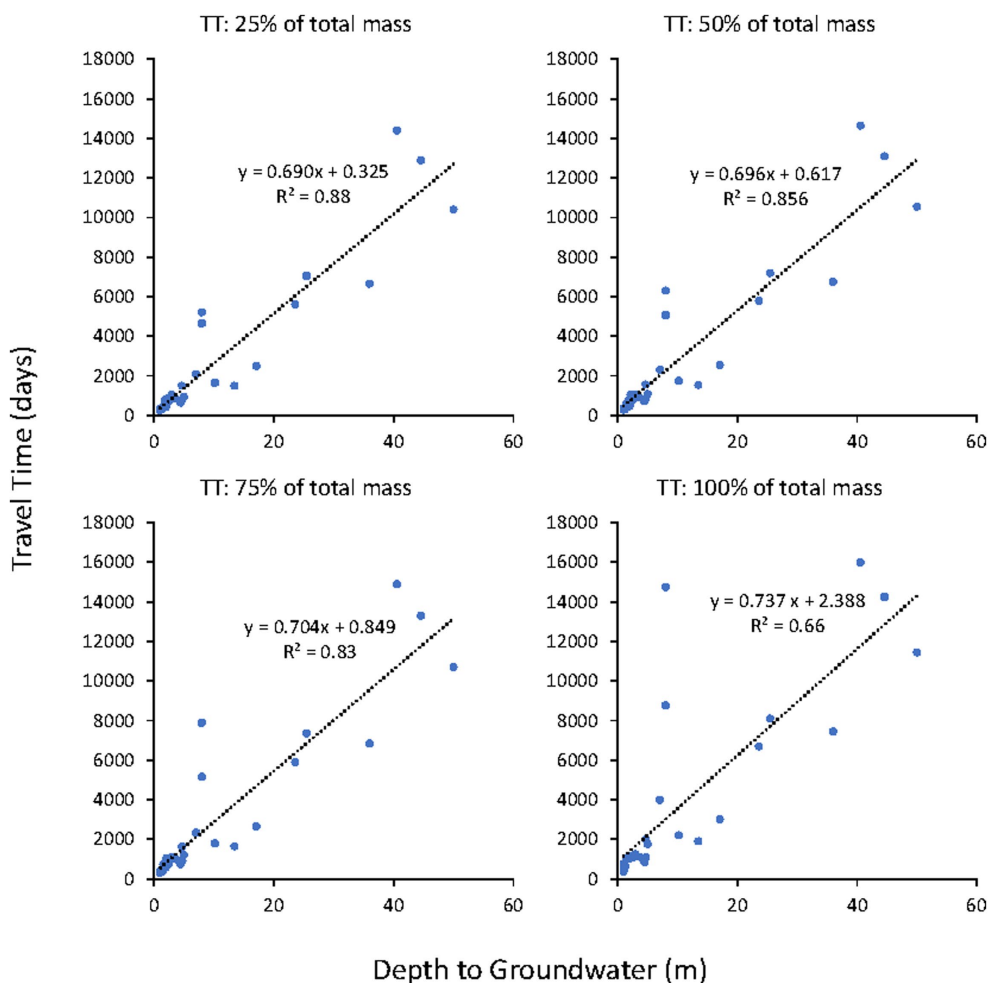 TT: 25% of total mass
18000
16000
14000
12000
10000
8000
6000
4000
2000
0
y = 0.690x + 0.325
R² = 0.88
0 20 40 60
TT: 50% of total mass
18000
16000
14000
12000
10000
8000
6000
4000
2000
0
y = 0.696x + 0.617
R² = 0.856
0 20 40 60
Travel Time (days)
TT: 75% of total mass
18000
16000
14000
12000
10000
8000
6000
4000
2000
0
y = 0.704x + 0.849
R² = 0.83
0 20 40 60
TT: 100% of total mass
18000
16000
14000
12000
10000
8000
6000
4000
2000
0
y = 0.737 x + 2.388
R² = 0.66
0 20 40 60
Depth to Groundwater (m)